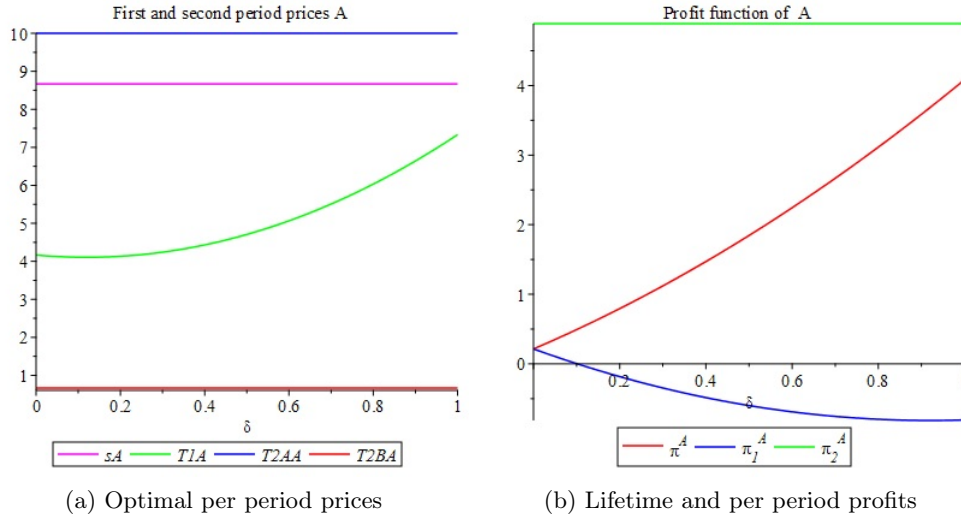 First and second period prices A
10
9
8
7
6
5
4
3
2
1
0 0.2 0.4 0.6 0.8 1
δ
sA T1A T2AA T2BA
(a) Optimal per period prices
Profit function of A
4
3
2
1
0
0.2 0.4 0.6 0.8
δ
π^A π_1^A π_2^A
(b) Lifetime and per period profits